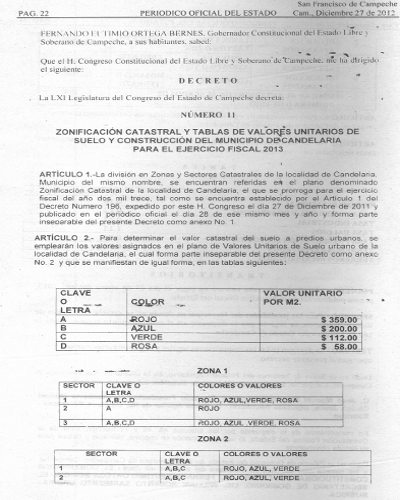 San Francisco de Campeche
PAG. 22 PERIODICO OFICIAL DEL ESTADO Cam., Diciembre 27 de 2012
FERNANDO EUTIMIO ORTEGA BERNES, Gobernador Constitucional del Estado Libre y
Soberano de Campeche, a sus habitantes, sabed:
Que el H. Congreso Constitucional del Estado Libre y Soberano de Campeche, me ha dirigido
el siguiente:
D E C R E T O
La LXI Legislatura del Congreso del Estado de Campeche decreta:
NÚMERO 11
ZONIFICACIÓN CATASTRAL Y TABLAS DE VALORES UNITARIOS DE
SUELO Y CONSTRUCCIÓN DEL MUNICIPIO DE CANDELARIA
PARA EL EJERCICIO FISCAL 2013
ARTÍCULO 1.-La división en Zonas y Sectores Catastrales de la localidad de Candelaria,
Municipio del mismo nombre, se encuentran referidas en el plano denominado
Zonificación Catastral de la localidad de Candelaria, el que se prorroga para el ejercicio
fiscal del año dos mil trece, tal como se encuentra establecido por el Artículo 1 del
Decreto Numero 196, expedido por este H. Congreso el día 27 de Diciembre de 2011 y
publicado en el periódico oficial el día 28 de ese mismo mes y año y forma parte
inseparable del presente Decreto como anexo No. 1.
ARTÍCULO 2.- Para determinar el valor catastral del suelo a predios urbanos, se
emplearán los valores asignados en el plano de Valores Unitarios de Suelo urbano de la
localidad de Candelaria, el cual forma parte inseparable del presente Decreto como anexo
No. 2 y que se manifiestan de igual forma, en las tablas siguientes:
CLAVE O LETRA COLOR VALOR UNITARIO POR M2.
A ROJO $ 359.00
B AZUL $ 200.00
C VERDE $ 112.00
D ROSA $ 58.00
ZONA 1
SECTOR CLAVE O LETRA COLORES O VALORES
1 A,B,C,D ROJO, AZUL,VERDE, ROSA
2 A ROJO
3 A,B,C,D ROJO, AZUL, VERDE, ROSA
ZONA 2
SECTOR CLAVE O LETRA COLORES O VALORES
1 A,B,C ROJO, AZUL, VERDE
2 A,B,C ROJO, AZUL, VERDE